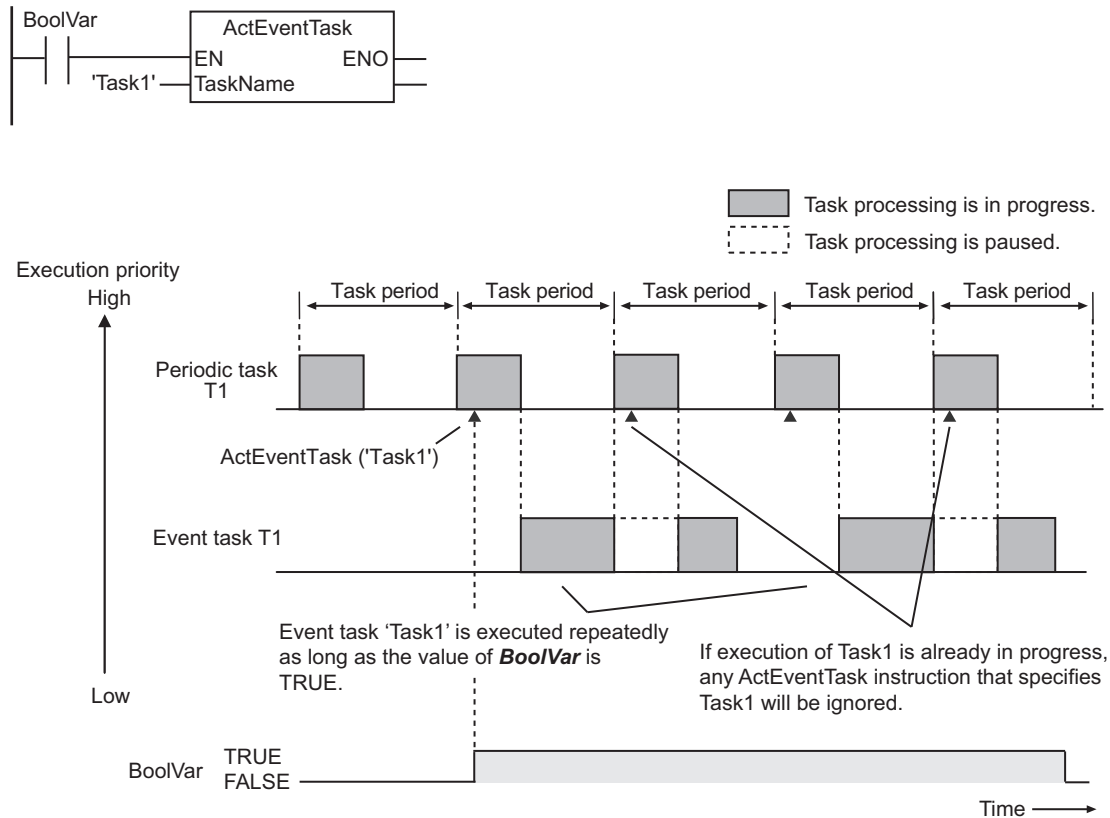 BoolVar
ActEventTask
EN ENO
'Task1' TaskName
Task processing is in progress.
Task processing is paused.
Execution priority
High
Task period Task period Task period Task period Task period
Periodic task
T1
ActEventTask ('Task1')
Event task T1
Event task ‘Task1’ is executed repeatedly
as long as the value of BoolVar is
TRUE.
If execution of Task1 is already in progress,
any ActEventTask instruction that specifies
Task1 will be ignored.
Low
BoolVar TRUE
FALSE
Time